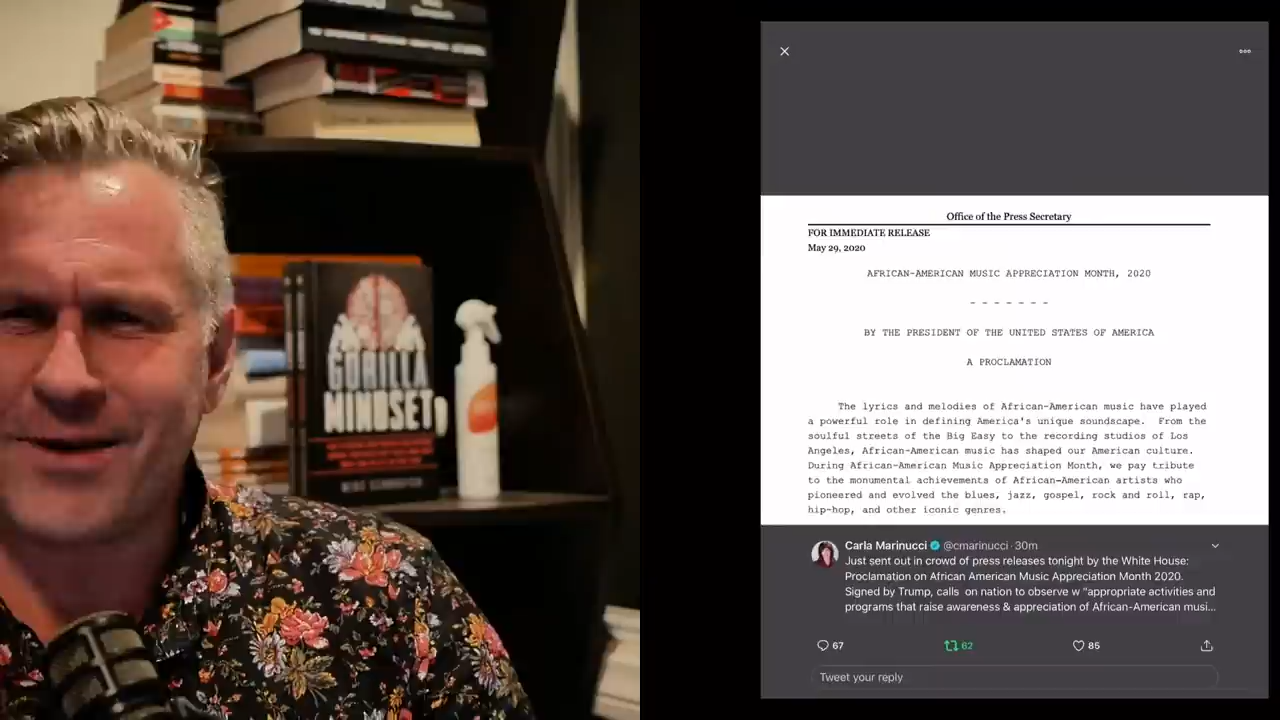 GORILLA
MINDSET
Office of the Press Secretary
FOR IMMEDIATE RELEASE
May 29, 2020
AFRICAN-AMERICAN MUSIC APPRECIATION MONTH, 2020
- - - - - - -
BY THE PRESIDENT OF THE UNITED STATES OF AMERICA
A PROCLAMATION
The lyrics and melodies of African-American music have played
a powerful role in defining America's unique soundscape. From the
soulful streets of the Big Easy to the recording studios of Los
Angeles, African-American music has shaped our American culture.
During African-American Music Appreciation Month, we pay tribute
to the monumental achievements of African-American artists who
pioneered and evolved the blues, jazz, gospel, rock and roll, rap,
hip-hop, and other iconic genres.
Carla Marinucci @cmarinucci · 30m
Just sent out in crowd of press releases tonight by the White House:
Proclamation on African American Music Appreciation Month 2020.
Signed by Trump, calls on nation to observe w "appropriate activities and
programs that raise awareness & appreciation of African-American musi...
67 62 85
Tweet your reply